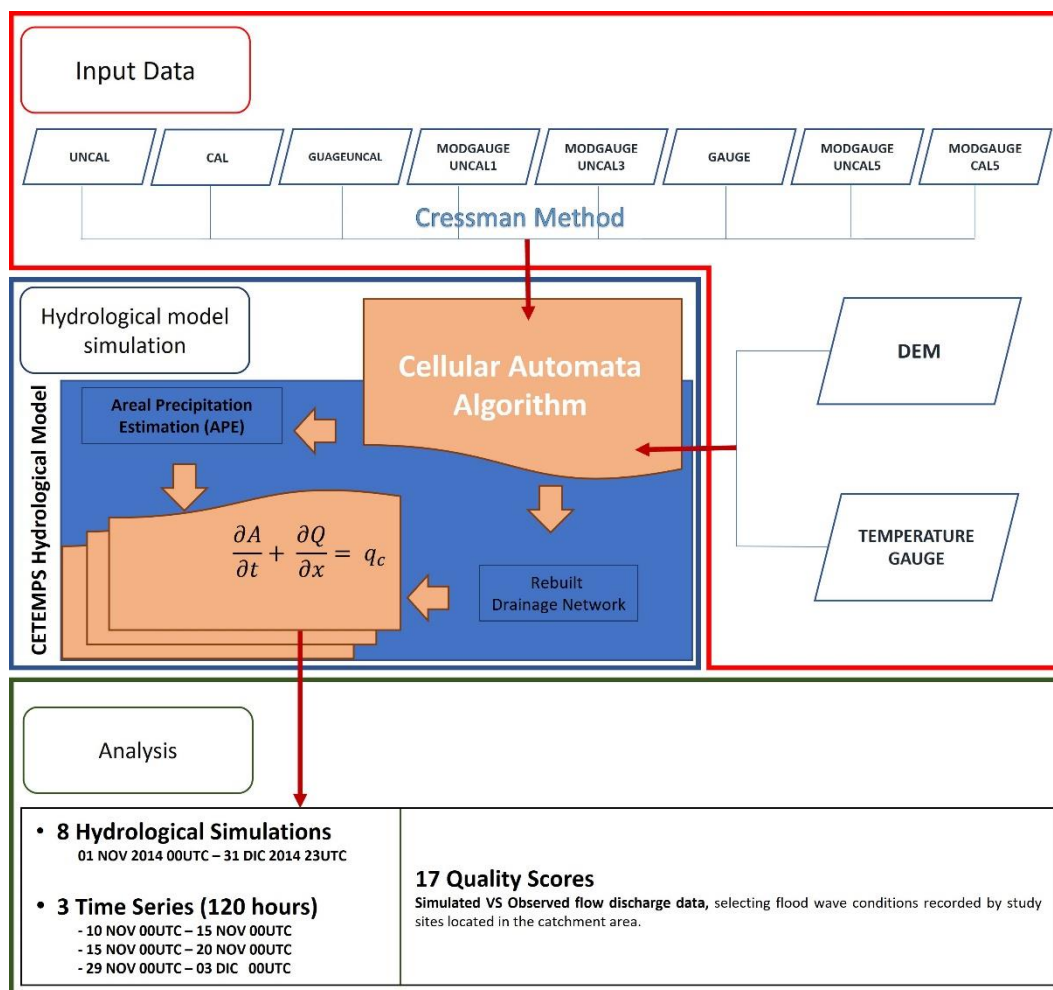 Input Data
UNCAL
CAL
GUAGEUNCAL
MODGAUGE
UNCAL1
MODGAUGE
UNCAL3
GAUGE
MODGAUGE
UNCAL5
MODGAUGE
CAL5
Cressman Method
Hydrological model
simulation
Cellular Automata
Algorithm
DEM
Areal Precipitation
Estimation (APE)
CETEMPS Hydrological Model
∂A/∂t + ∂Q/∂x = q_c
Rebuilt
Drainage Network
TEMPERATURE
GAUGE
Analysis
• 8 Hydrological Simulations
01 NOV 2014 00UTC – 31 DIC 2014 23UTC
• 3 Time Series (120 hours)
- 10 NOV 00UTC – 15 NOV 00UTC
- 15 NOV 00UTC – 20 NOV 00UTC
- 29 NOV 00UTC – 03 DIC 00UTC
17 Quality Scores
Simulated VS Observed flow discharge data, selecting flood wave conditions recorded by study
sites located in the catchment area.